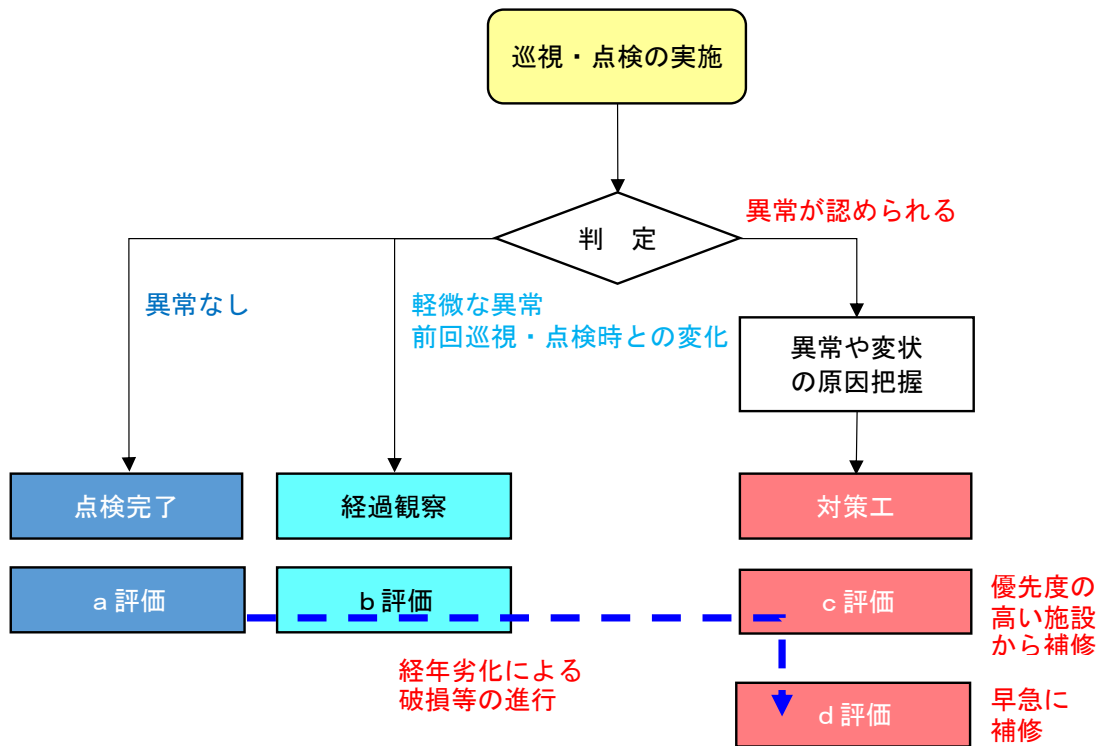 巡視・点検の実施
判　定
異常が認められる
異常なし
軽微な異常
前回巡視・点検時との変化
異常や変状
の原因把握
点検完了
経過観察
対策工
ａ評価
ｂ評価
ｃ評価
優先度の
高い施設
から補修
経年劣化による
破損等の進行
ｄ評価
早急に
補修